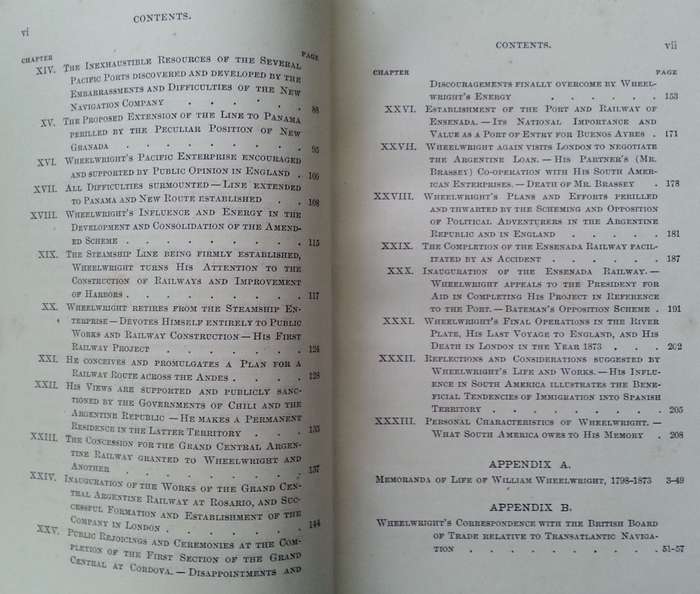 vi
CONTENTS.
CHAPTER PAGE
XIV. The Inexhaustible Resources of the Several
Pacific Ports discovered and developed by the
Embarrassments and Difficulties of the New
Navigation Company . . . . . . 88
XV. The Proposed Extension of the Line to Panama
perilled by the Peculiar Position of New
Granada . . . . . . . . 95
XVI. Wheelwright's Pacific Enterprise encouraged
and supported by Public Opinion in England . 106
XVII. All Difficulties surmounted — Line extended
to Panama and New Route established . . 108
XVIII. Wheelwright's Influence and Energy in the
Development and Consolidation of the Amend-
ed Scheme . . . . . . . . 115
XIX. The Steamship Line being firmly established,
Wheelwright turns His Attention to the
Construction of Railways and Improvement
of Harbors . . . . . . . . 117
XX. Wheelwright retires from the Steamship En-
terprise — Devotes Himself entirely to Public
Works and Railway Construction — His First
Railway Project . . . . . . 124
XXI. He conceives and promulgates a Plan for a
Railway Route across the Andes . . . . 128
XXII. His Views are supported and publicly sanc-
tioned by the Governments of Chili and the
Argentine Republic — He makes a Permanent
Residence in the Latter Territory . . . 135
XXIII. The Concession for the Grand Central Argen-
tine Railway granted to Wheelwright and
Another . . . . . . . . 137
XXIV. Inauguration of the Works of the Grand Cen-
tral Argentine Railway at Rosario, and Suc-
cessful Formation and Establishment of the
Company in London . . . . . . . 144
XXV. Public Rejoicings and Ceremonies at the Com-
pletion of the First Section of the Grand
Central at Cordova. — Disappointments and
CONTENTS. vii
CHAPTER PAGE
Discouragements finally overcome by Wheel-
wright's Energy . . . . . . 153
XXVI. Establishment of the Port and Railway of
Ensenada. — Its National Importance and
Value as a Port of Entry for Buenos Ayres . 171
XXVII. Wheelwright again visits London to negotiate
the Argentine Loan. — His Partner's (Mr.
Brassey) Co-operation with His South Amer-
ican Enterprises. — Death of Mr. Brassey . 178
XXVIII. Wheelwright's Plans and Efforts perilled
and thwarted by the Scheming and Opposition
of Political Adventurers in the Argentine
Republic and in England . . . . . 181
XXIX. The Completion of the Ensenada Railway facil-
itated by an Accident . . . . . 187
XXX. Inauguration of the Ensenada Railway. —
Wheelwright appeals to the President for
Aid in Completing His Project in Reference
to the Port. — Bateman's Opposition Scheme . 191
XXXI. Wheelwright's Final Operations in the River
Plate, His Last Voyage to England, and His
Death in London in the Year 1873 . . . 202
XXXII. Reflections and Considerations suggested by
Wheelwright's Life and Works. — His Influ-
ence in South America illustrates the Bene-
ficial Tendencies of Immigration into Spanish
Territory . . . . . . . . 205
XXXIII. Personal Characteristics of Wheelwright. —
What South America owes to His Memory . 208
APPENDIX A.
Memoranda of Life of William Wheelwright, 1798-1873 3-49
APPENDIX B.
Wheelwright's Correspondence with the British Board
of Trade relative to Transatlantic Naviga-
tion . . . . . . . . . 51-57